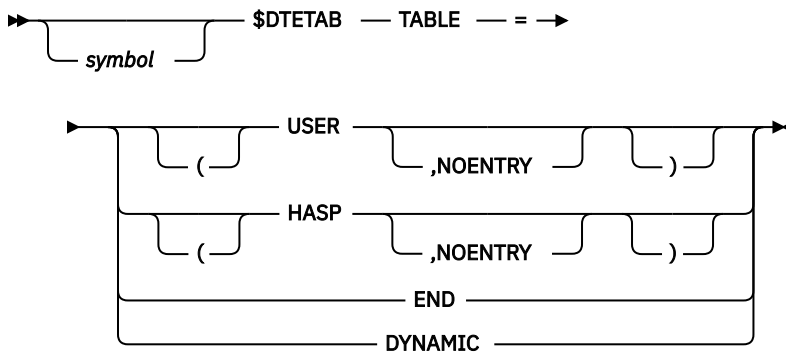 $DTETAB TABLE =
symbol
USER
( ,NOENTRY )
HASP
( ,NOENTRY )
END
DYNAMIC